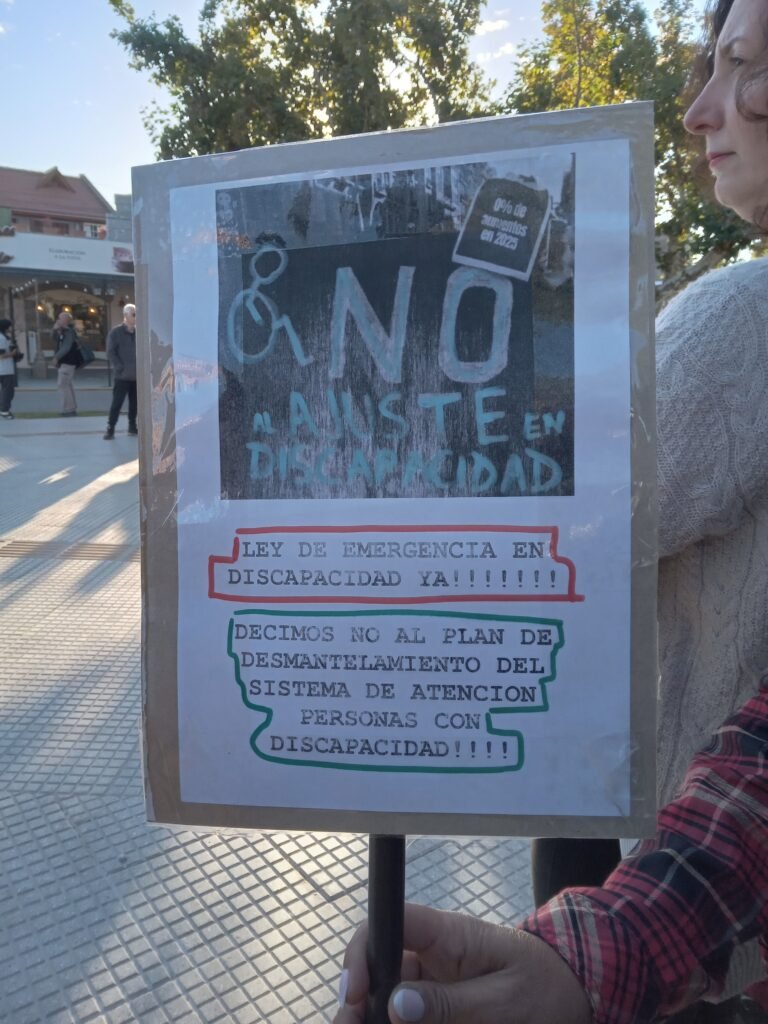 ELABORACIÓN
0% de
aumentos
en 2025
NO
AL AJUSTE EN
DISCAPACIDAD
LEY DE EMERGENCIA EN
DISCAPACIDAD YA!!!!!!!
DECIMOS NO AL PLAN DE
DESMANTELAMIENTO DEL
SISTEMA DE ATENCION
PERSONAS CON
DISCAPACIDAD!!!!